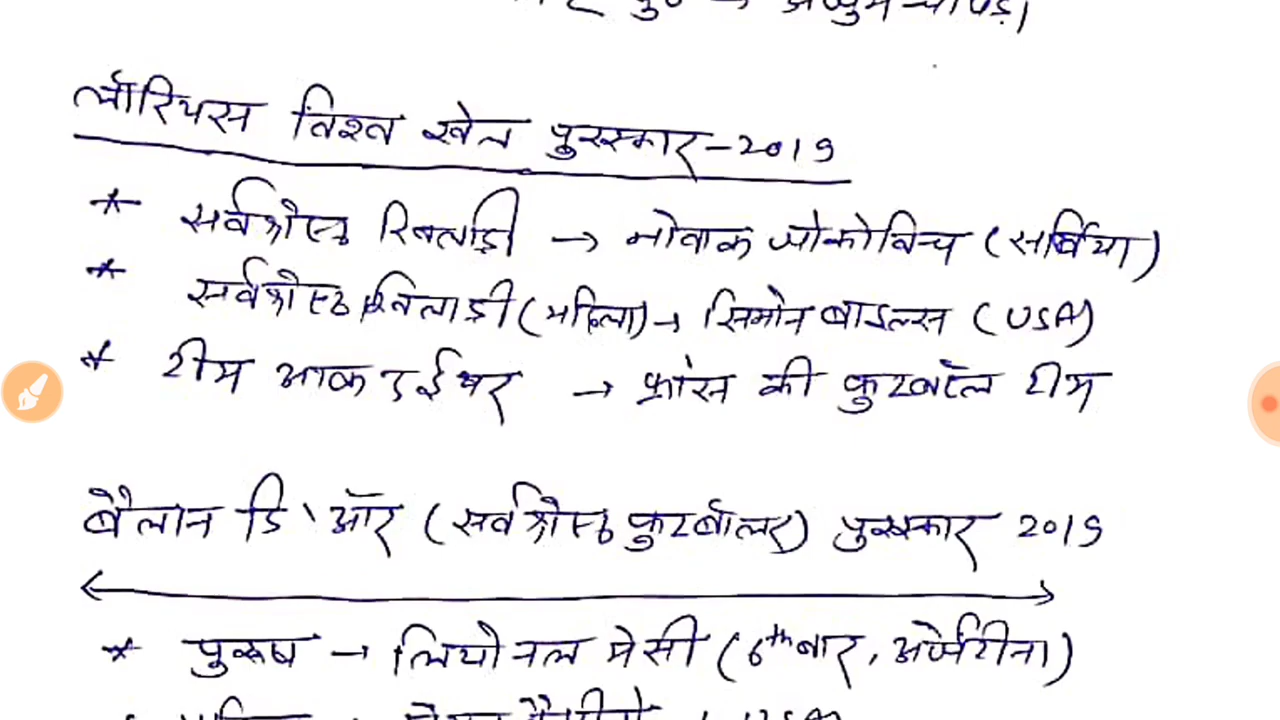 लॉरियस विश्व खेल पुरस्कार-2019
* सर्वश्रेष्ठ खिलाड़ी → नोवाक जोकोविच (सर्बिया)
* सर्वश्रेष्ठ खिलाड़ी (महिला) → सिमोन बाइल्स (USA)
* टीम आफ द ईयर → फ्रांस की फुटबॉल टीम
बैलान डि'ऑर (सर्वश्रेष्ठ फुटबॉलर) पुरस्कार 2019
* पुरूष → लियोनल मेसी (6th बार, अर्जेंटीना)